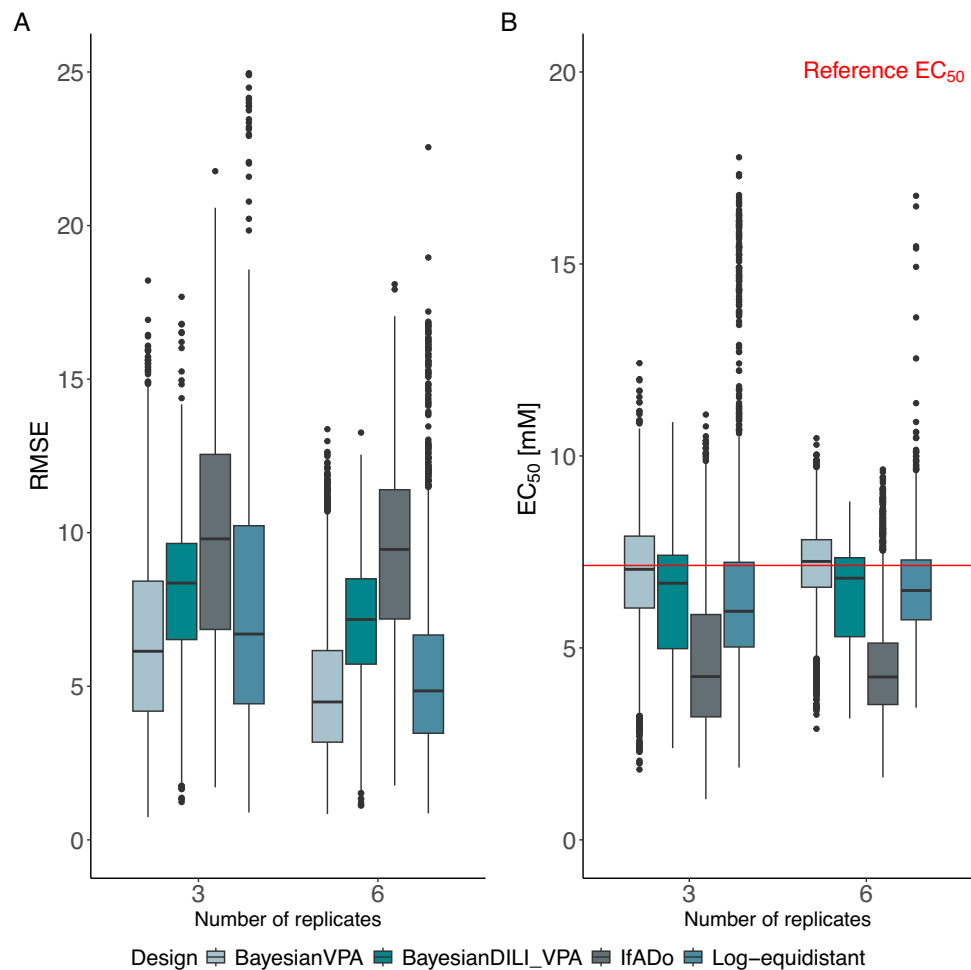 A
B
25
20
15
10
5
0
RMSE
3
6
Number of replicates
Reference EC50
20
15
10
5
0
EC50 [mM]
3
6
Number of replicates
Design BayesianVPA BayesianDILI_VPA IfADo Log−equidistant